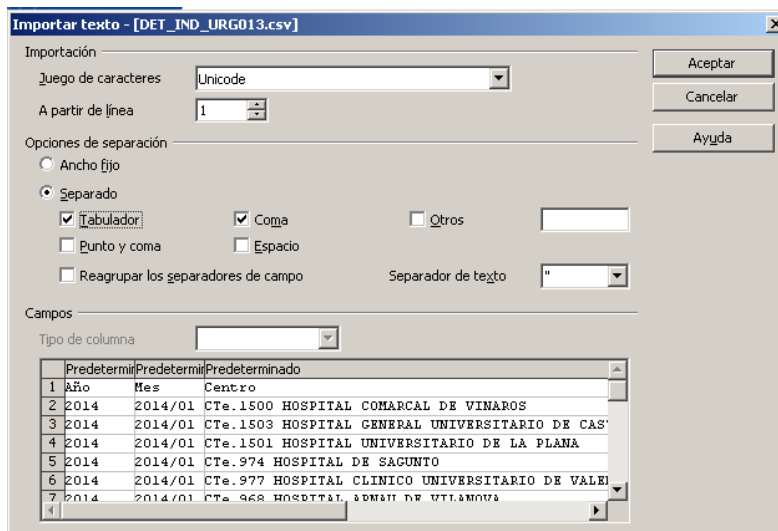 Importar texto - [DET_IND_URG013.csv]
Importación
Juego de caracteres Unicode
A partir de línea 1
Aceptar
Cancelar
Ayuda
Opciones de separación
Ancho fijo
Separado
Tabulador Coma Otros
Punto y coma Espacio
Reagrupar los separadores de campo Separador de texto "
Campos
Tipo de columna
Predetermin Predetermin Predeterminado
1 Año Mes Centro
2 2014 2014/01 CTe.1500 HOSPITAL COMARCAL DE VINAROS
3 2014 2014/01 CTe.1503 HOSPITAL GENERAL UNIVERSITARIO DE CAS
4 2014 2014/01 CTe.1501 HOSPITAL UNIVERSITARIO DE LA PLANA
5 2014 2014/01 CTe.974 HOSPITAL DE SAGUNTO
6 2014 2014/01 CTe.977 HOSPITAL CLINICO UNIVERSITARIO DE VALE
7 2014 2014/01 CTe.968 HOSPITAL ARNAU DE VILANOVA